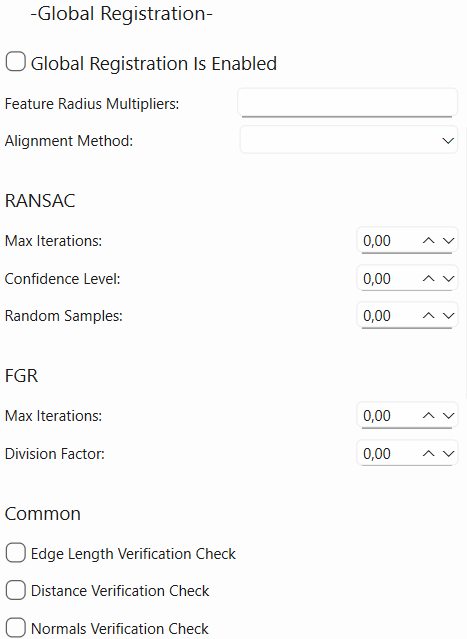 -Global Registration-
Global Registration Is Enabled
Feature Radius Multipliers:
Alignment Method:
RANSAC
Max Iterations: 0,00
Confidence Level: 0,00
Random Samples: 0,00
FGR
Max Iterations: 0,00
Division Factor: 0,00
Common
Edge Length Verification Check
Distance Verification Check
Normals Verification Check